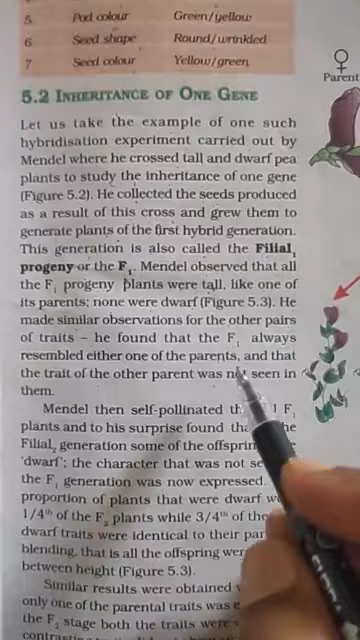 5 Pod colour Green/yellow
6 Seed shape Round/wrinkled
7 Seed colour Yellow/green
Parent
5.2 INHERITANCE OF ONE GENE
Let us take the example of one such
hybridisation experiment carried out by
Mendel where he crossed tall and dwarf pea
plants to study the inheritance of one gene
(Figure 5.2). He collected the seeds produced
as a result of this cross and grew them to
generate plants of the first hybrid generation.
This generation is also called the Filial₁
progeny or the F₁. Mendel observed that all
the F₁ progeny plants were tall, like one of
its parents; none were dwarf (Figure 5.3). He
made similar observations for the other pairs
of traits – he found that the F₁ always
resembled either one of the parents, and that
the trait of the other parent was not seen in
them.
Mendel then self-pollinated F₁
plants and to his surprise found
Filial₂ generation some of the
'dwarf'; the character that was not
the F₁ generation was now expressed.
proportion of plants that were dwarf
1/4th of the F₂ plants while 3/4th of the
dwarf traits were identical to their
blending, that is all the offspring
between height (Figure 5.3).
Similar results were obtained
only one of the parental traits was
the F₂ stage both the traits were